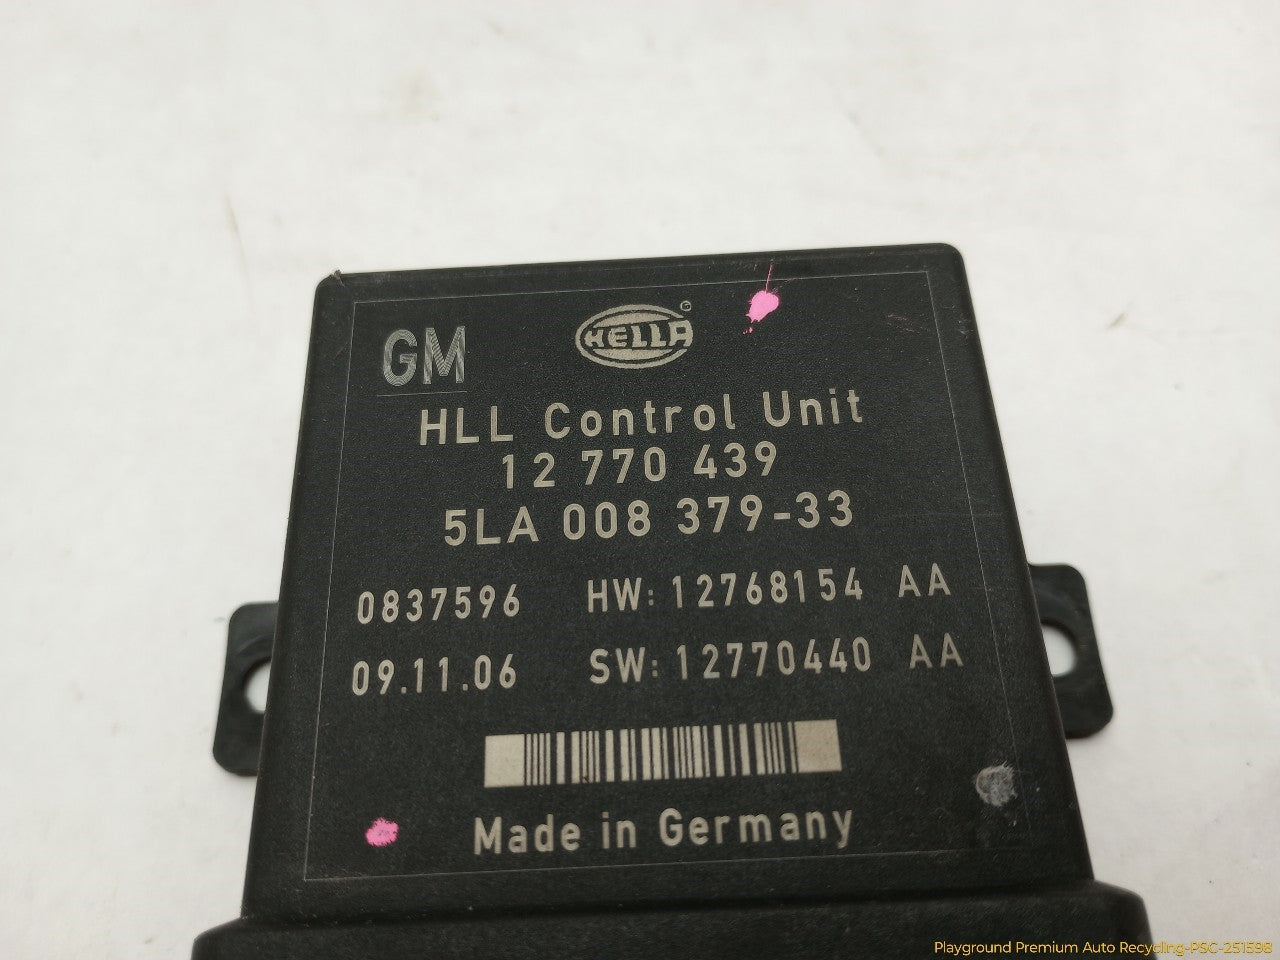 GM
HELLA
HLL Control Unit
12 770 439
5LA 008 379-33
0837596 HW: 12768154 AA
09.11.06 SW: 12770440 AA
Made in Germany
Playground Premium Auto Recycling-PSC-251598